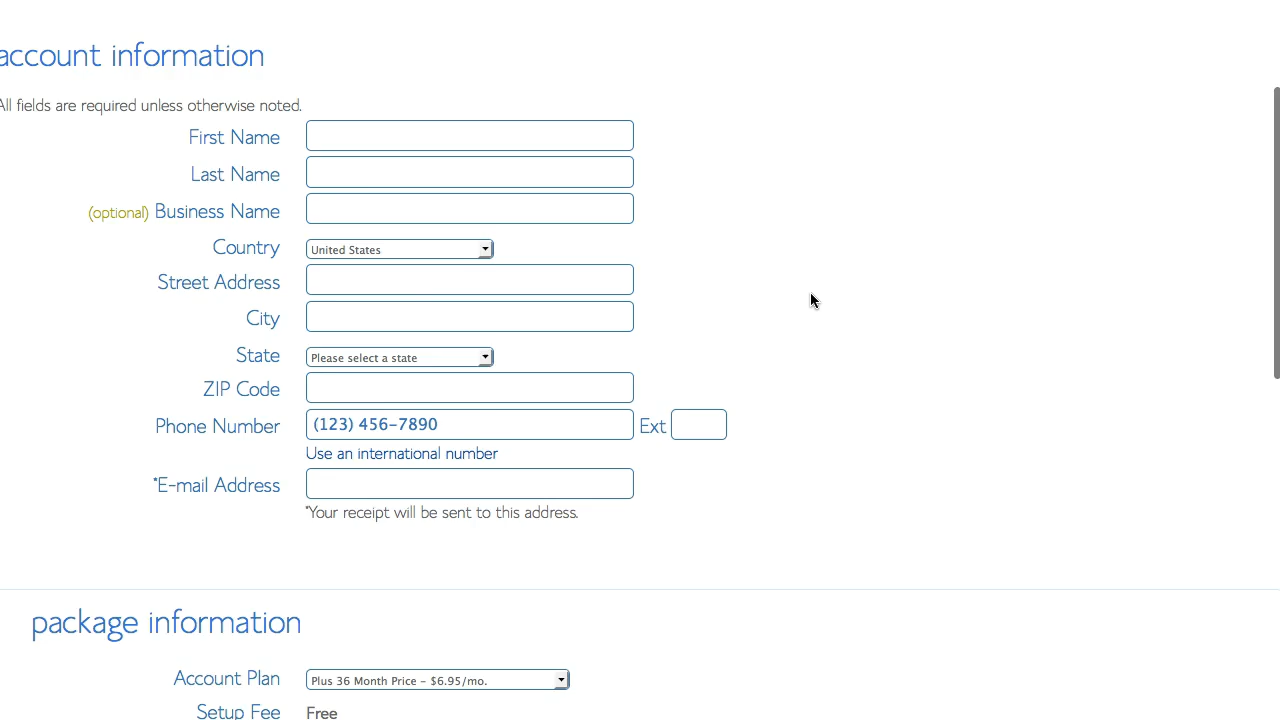 account information
All fields are required unless otherwise noted.
First Name
Last Name
(optional) Business Name
Country United States
Street Address
City
State Please select a state
ZIP Code
Phone Number (123) 456-7890 Ext
Use an international number
*E-mail Address
*Your receipt will be sent to this address.
package information
Account Plan Plus 36 Month Price - $6.95/mo.
Setup Fee Free